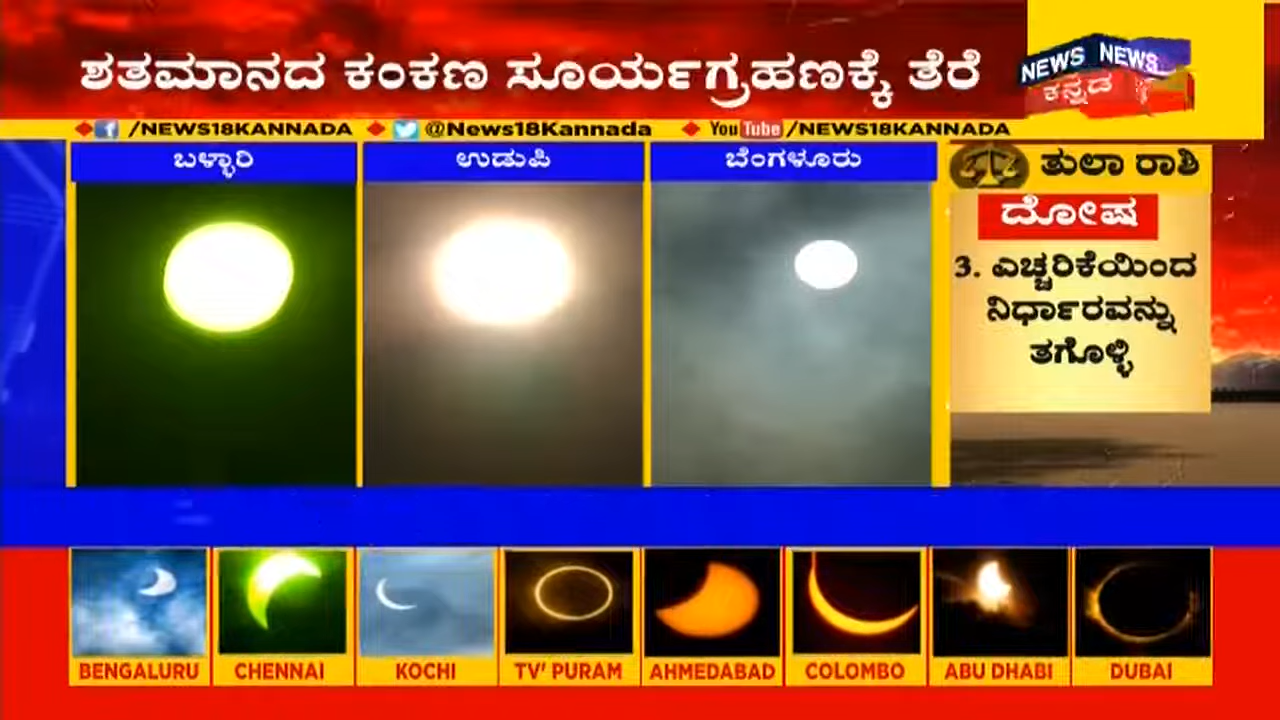 ಶತಮಾನದ ಕಂಕಣ ಸೂರ್ಯಗ್ರಹಣಕ್ಕೆ ತೆರೆ
NEWS NEWS
ಕನ್ನಡ
/NEWS18KANNADA @News18Kannada YouTube /NEWS18KANNADA
ಬಳ್ಳಾರಿ
ಉಡುಪಿ
ಬೆಂಗಳೂರು
ತುಲಾ ರಾಶಿ
ದೋಷ
3. ಎಚ್ಚರಿಕೆಯಿಂದ
ನಿರ್ಧಾರವನ್ನು
ತಗೊಳ್ಳಿ
BENGALURU
CHENNAI
KOCHI
TV' PURAM
AHMEDABAD
COLOMBO
ABU DHABI
DUBAI